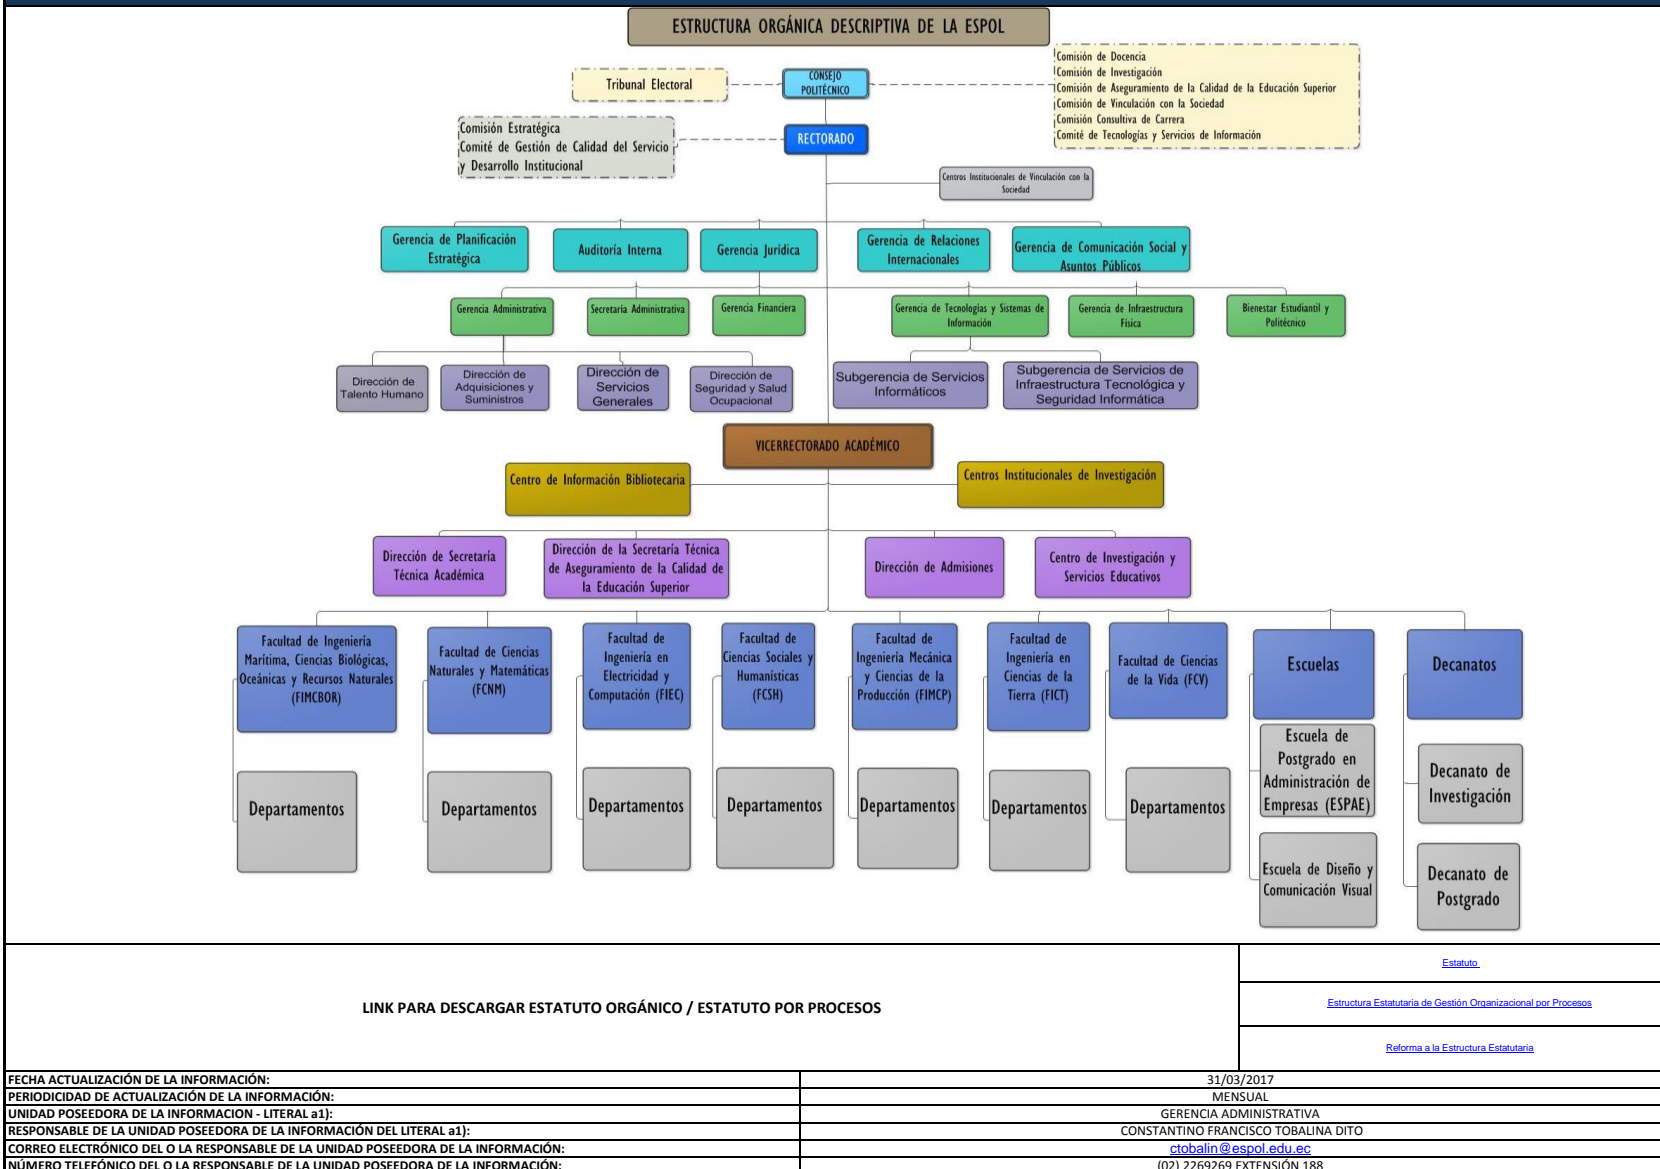 ESTRUCTURA ORGÁNICA DESCRIPTIVA DE LA ESPOL
Tribunal Electoral
CONSEJO
POLITÉCNICO
Comisión de Docencia
Comisión de Investigación
Comisión de Aseguramiento de la Calidad de la Educación Superior
Comisión de Vinculación con la Sociedad
Comisión Consultiva de Carrera
Comité de Tecnologías y Servicios de Información
Comisión Estratégica
Comité de Gestión de Calidad del Servicio
y Desarrollo Institucional
RECTORADO
Centros Institucionales de Vinculación con la
Sociedad
Gerencia de Planificación
Estratégica
Auditoría Interna
Gerencia Jurídica
Gerencia de Relaciones
Internacionales
Gerencia de Comunicación Social y
Asuntos Públicos
Gerencia Administrativa
Secretaría Administrativa
Gerencia Financiera
Gerencia de Tecnologías y Sistemas de
Información
Gerencia de Infraestructura
Física
Bienestar Estudiantil y
Politécnico
Dirección de
Talento Humano
Dirección de
Adquisiciones y
Suministros
Dirección de
Servicios
Generales
Dirección de
Seguridad y Salud
Ocupacional
Subgerencia de Servicios
Informáticos
Subgerencia de Servicios de
Infraestructura Tecnológica y
Seguridad Informática
VICERRECTORADO ACADÉMICO
Centro de Información Bibliotecaria
Centros Institucionales de Investigación
Dirección de Secretaría
Técnica Académica
Dirección de la Secretaría Técnica
de Aseguramiento de la Calidad de
la Educación Superior
Dirección de Admisiones
Centro de Investigación y
Servicios Educativos
Facultad de Ingeniería
Marítima, Ciencias Biológicas,
Oceánicas y Recursos Naturales
(FIMCBOR)
Facultad de Ciencias
Naturales y Matemáticas
(FCNM)
Facultad de
Ingeniería en
Electricidad y
Computación (FIEC)
Facultad de
Ciencias Sociales y
Humanísticas
(FCSH)
Facultad de
Ingeniería Mecánica
y Ciencias de la
Producción (FIMCP)
Facultad de
Ingeniería en
Ciencias de la
Tierra (FICT)
Facultad de Ciencias
de la Vida (FCV)
Escuelas
Decanatos
Departamentos
Departamentos
Departamentos
Departamentos
Departamentos
Departamentos
Departamentos
Escuela de
Postgrado en
Administración de
Empresas (ESPAE)
Escuela de Diseño y
Comunicación Visual
Decanato de
Investigación
Decanato de
Postgrado
LINK PARA DESCARGAR ESTATUTO ORGÁNICO / ESTATUTO POR PROCESOS
Estatuto
Estructura Estatutaria de Gestión Organizacional por Procesos
Reforma a la Estructura Estatutaria
FECHA ACTUALIZACIÓN DE LA INFORMACIÓN: 31/03/2017
PERIODICIDAD DE ACTUALIZACIÓN DE LA INFORMACIÓN: MENSUAL
UNIDAD POSEEDORA DE LA INFORMACION - LITERAL a1): GERENCIA ADMINISTRATIVA
RESPONSABLE DE LA UNIDAD POSEEDORA DE LA INFORMACIÓN DEL LITERAL a1): CONSTANTINO FRANCISCO TOBALINA DITO
CORREO ELECTRÓNICO DEL O LA RESPONSABLE DE LA UNIDAD POSEEDORA DE LA INFORMACIÓN: ctobalin@espol.edu.ec
NÚMERO TELEFÓNICO DEL O LA RESPONSABLE DE LA UNIDAD POSEEDORA DE LA INFORMACIÓN: (02) 2269269 EXTENSIÓN 188